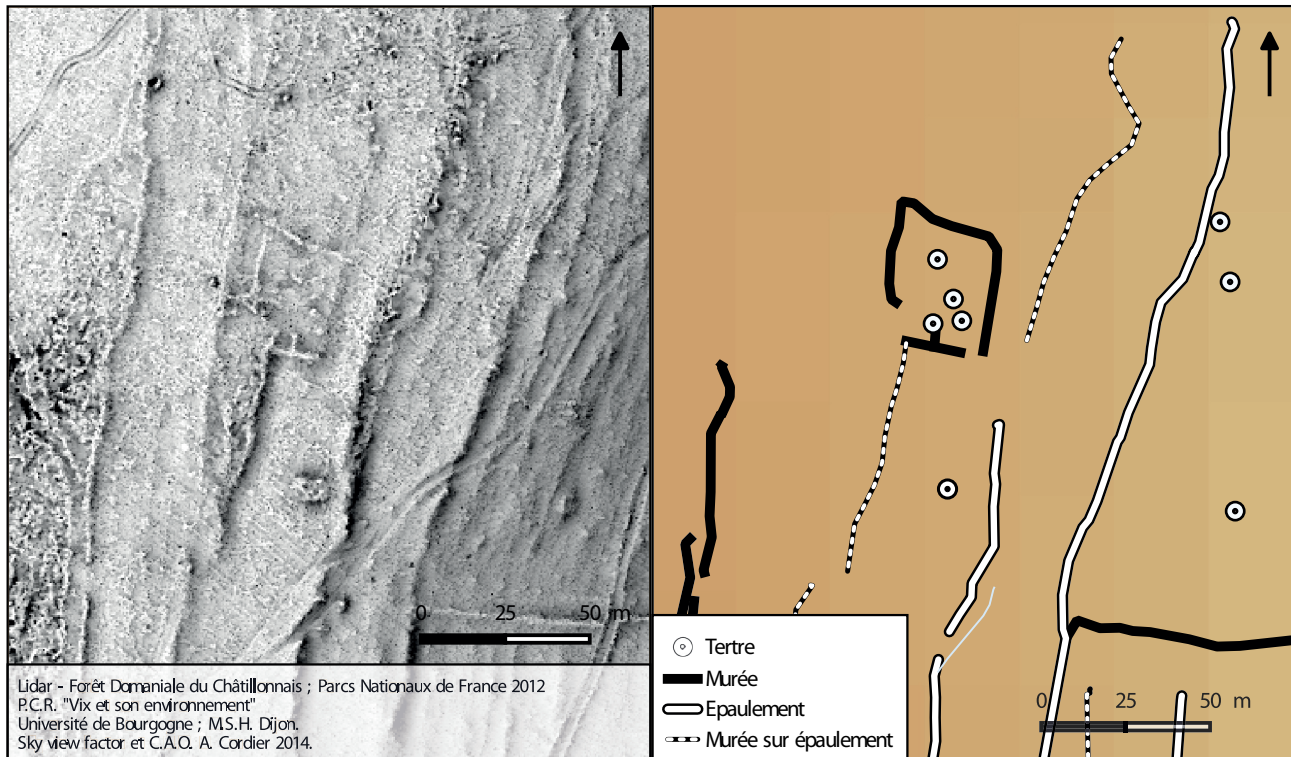 0 25 50 m
Lidar - Forêt Domaniale du Châtillonnais ; Parcs Nationaux de France 2012
P.C.R. "Vix et son environnement"
Université de Bourgogne ; M.S.H. Dijon.
Sky view factor et C.A.O. A. Cordier 2014.
Tertre
Murée
Epaulement
Murée sur épaulement
0 25 50 m